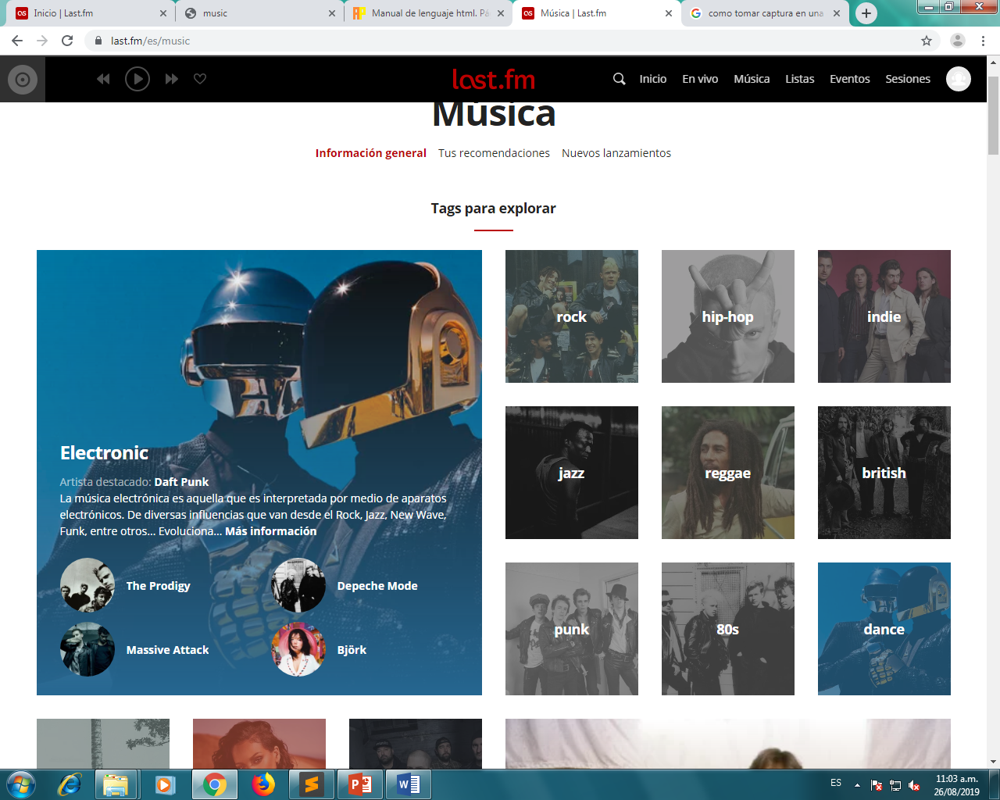 Inicio | Last.fm
music
Manual de lenguaje html. Pá
Música | Last.fm
como tomar captura en una
last.fm/es/music
last.fm
Inicio
En vivo
Música
Listas
Eventos
Sesiones
Música
Información general
Tus recomendaciones
Nuevos lanzamientos
Tags para explorar
Electronic
Artista destacado: Daft Punk
La música electrónica es aquella que es interpretada por medio de aparatos
electrónicos. De diversas influencias que van desde el Rock, Jazz, New Wave,
Funk, entre otros... Evoluciona... Más información
The Prodigy
Depeche Mode
Massive Attack
Björk
rock
hip-hop
indie
jazz
reggae
british
punk
80s
dance
ES
11:03 a.m.
26/08/2019